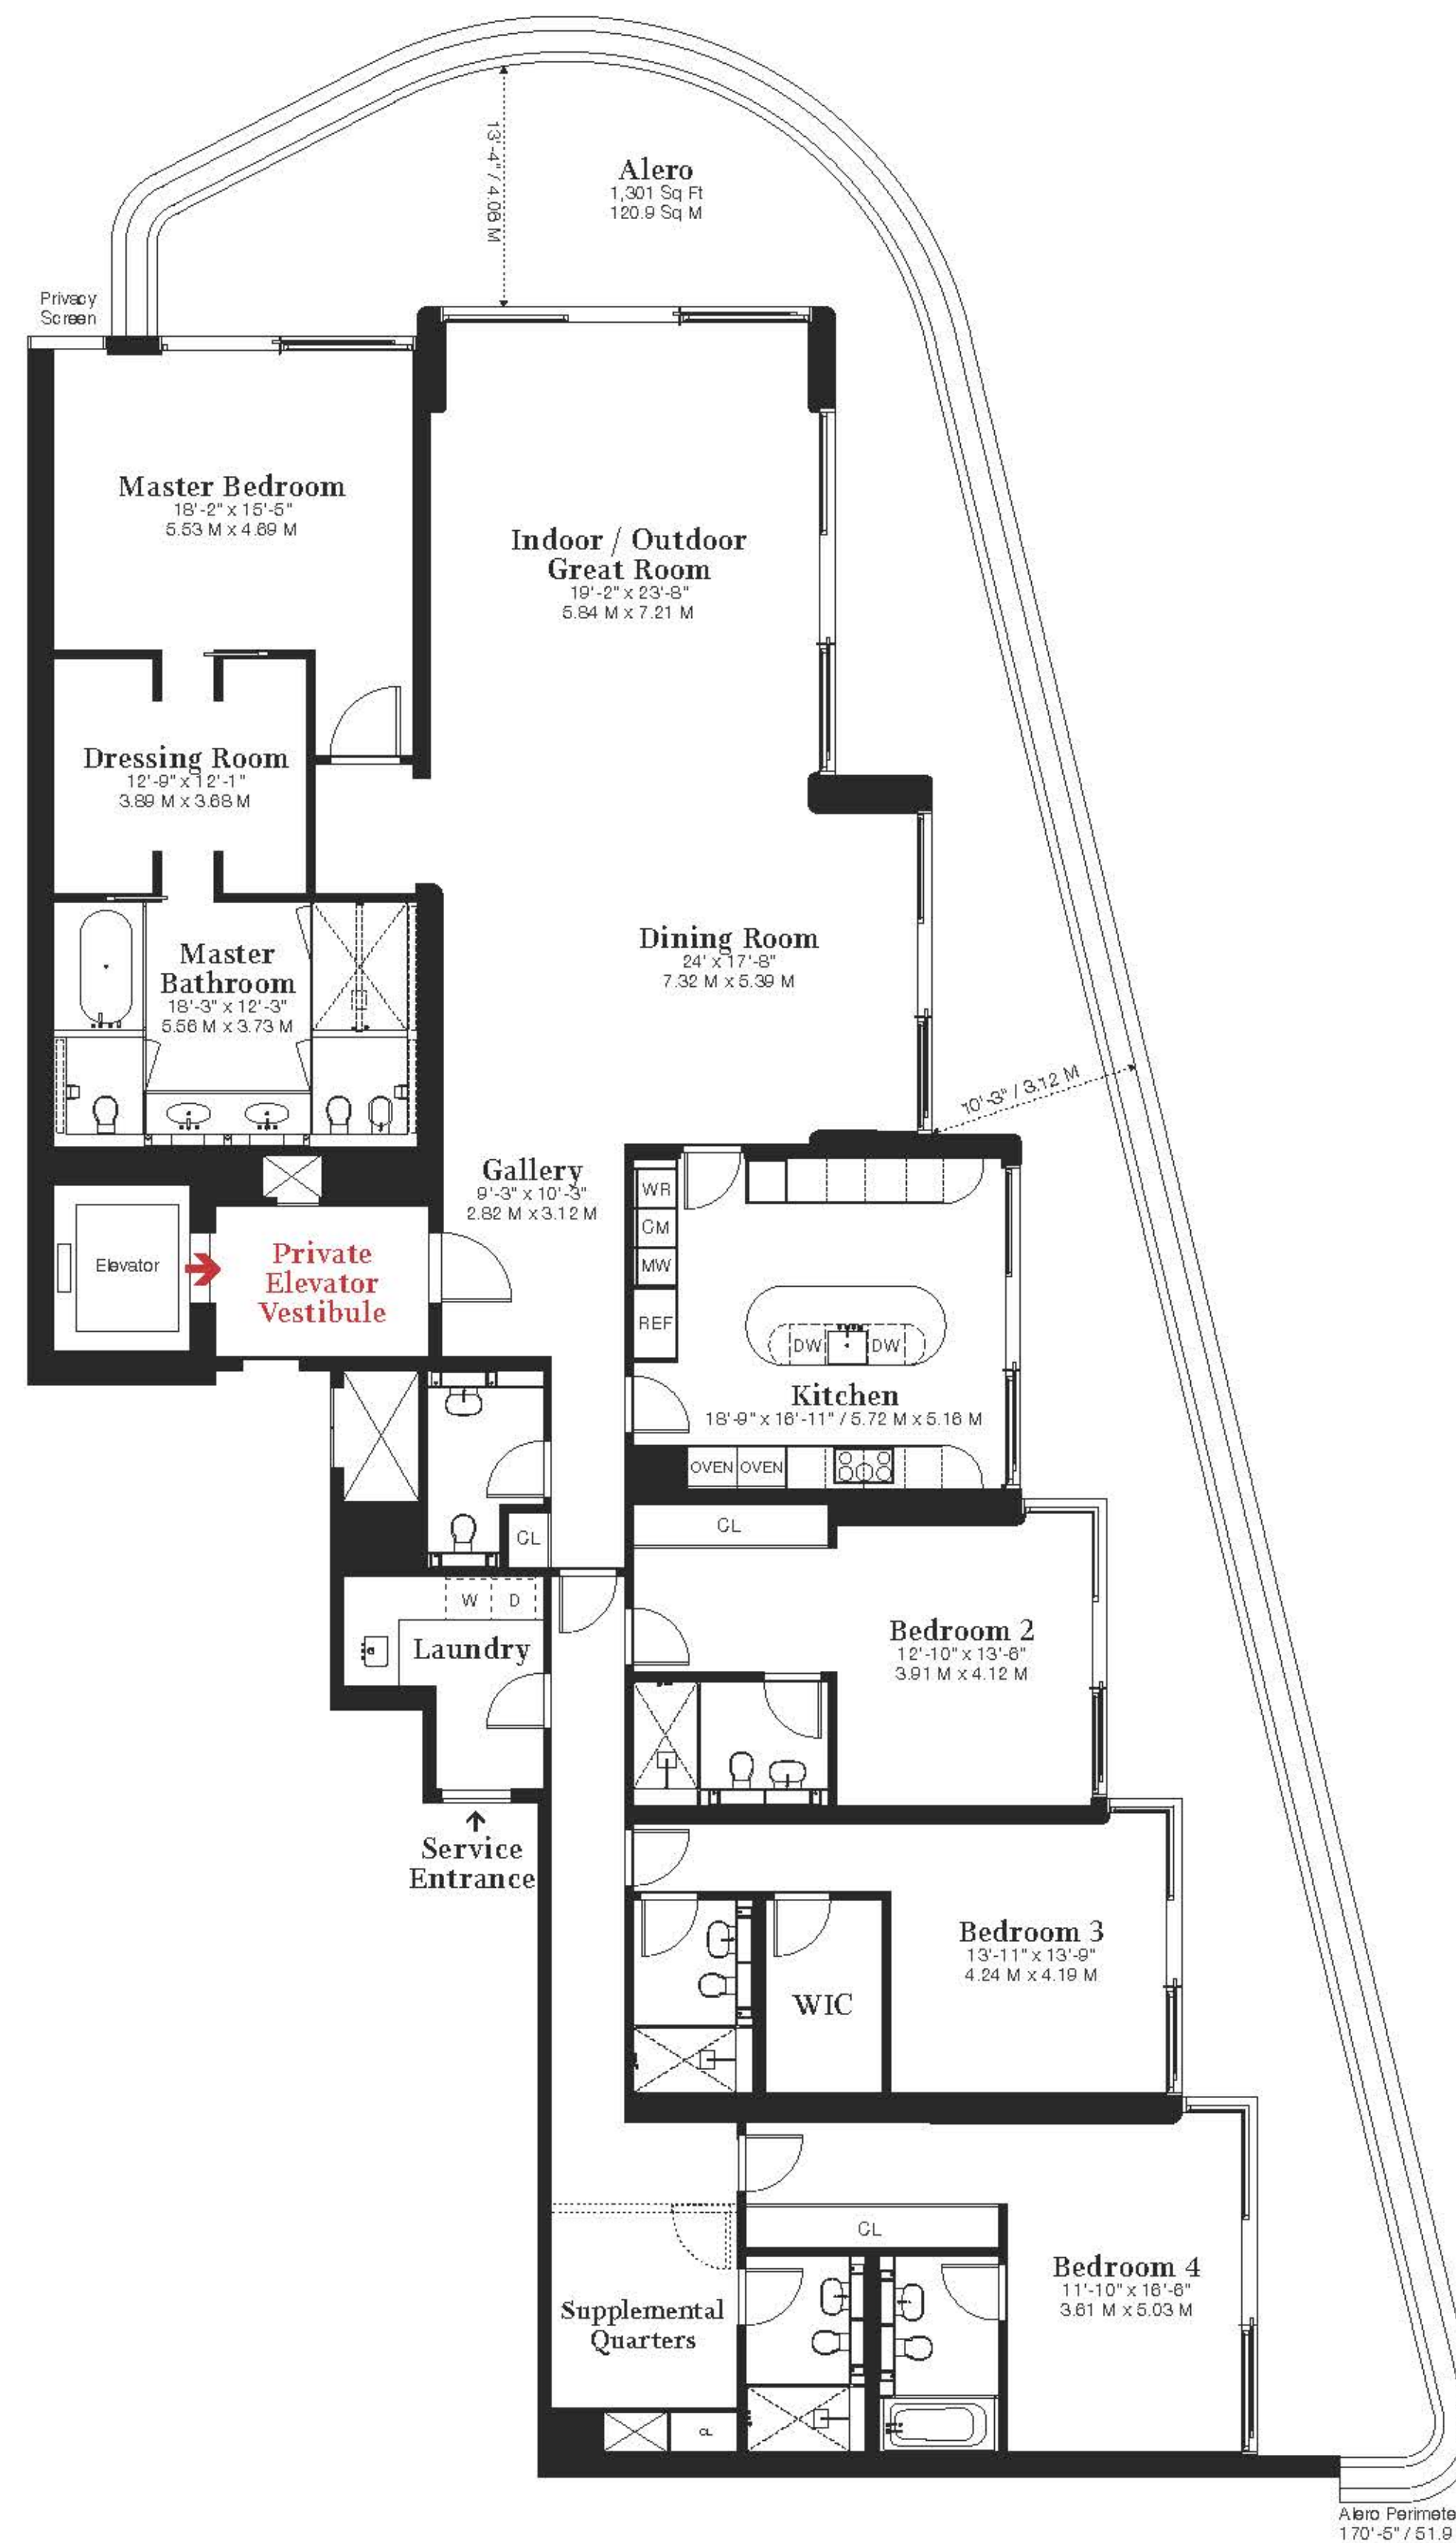 13'-4" / 4.06 M
Alero
1,301 Sq Ft
120.9 Sq M
Privacy
Screen
Master Bedroom
18'-2" x 15'-5"
5.53 M x 4.69 M
Indoor / Outdoor
Great Room
19'-2" x 23'-8"
5.84 M x 7.21 M
Dressing Room
12'-9" x 12'-1"
3.89 M x 3.68 M
Master
Bathroom
18'-3" x 12'-3"
5.56 M x 3.73 M
Dining Room
24' x 17'-8"
7.32 M x 5.39 M
10'-3" / 3.12 M
Gallery
9'-3" x 10'-3"
2.82 M x 3.12 M
Elevator
Private
Elevator
Vestibule
WR
CM
MW
REF
DW
DW
Kitchen
18'-9" x 16'-11" / 5.72 M x 5.16 M
OVEN
OVEN
CL
CL
W
D
Laundry
Bedroom 2
12'-10" x 13'-6"
3.91 M x 4.12 M
Service
Entrance
Bedroom 3
13'-11" x 13'-9"
4.24 M x 4.19 M
WIC
CL
Bedroom 4
11'-10" x 16'-6"
3.61 M x 5.03 M
Supplemental
Quarters
CL
Alero Perimete
170'-5" / 51.9